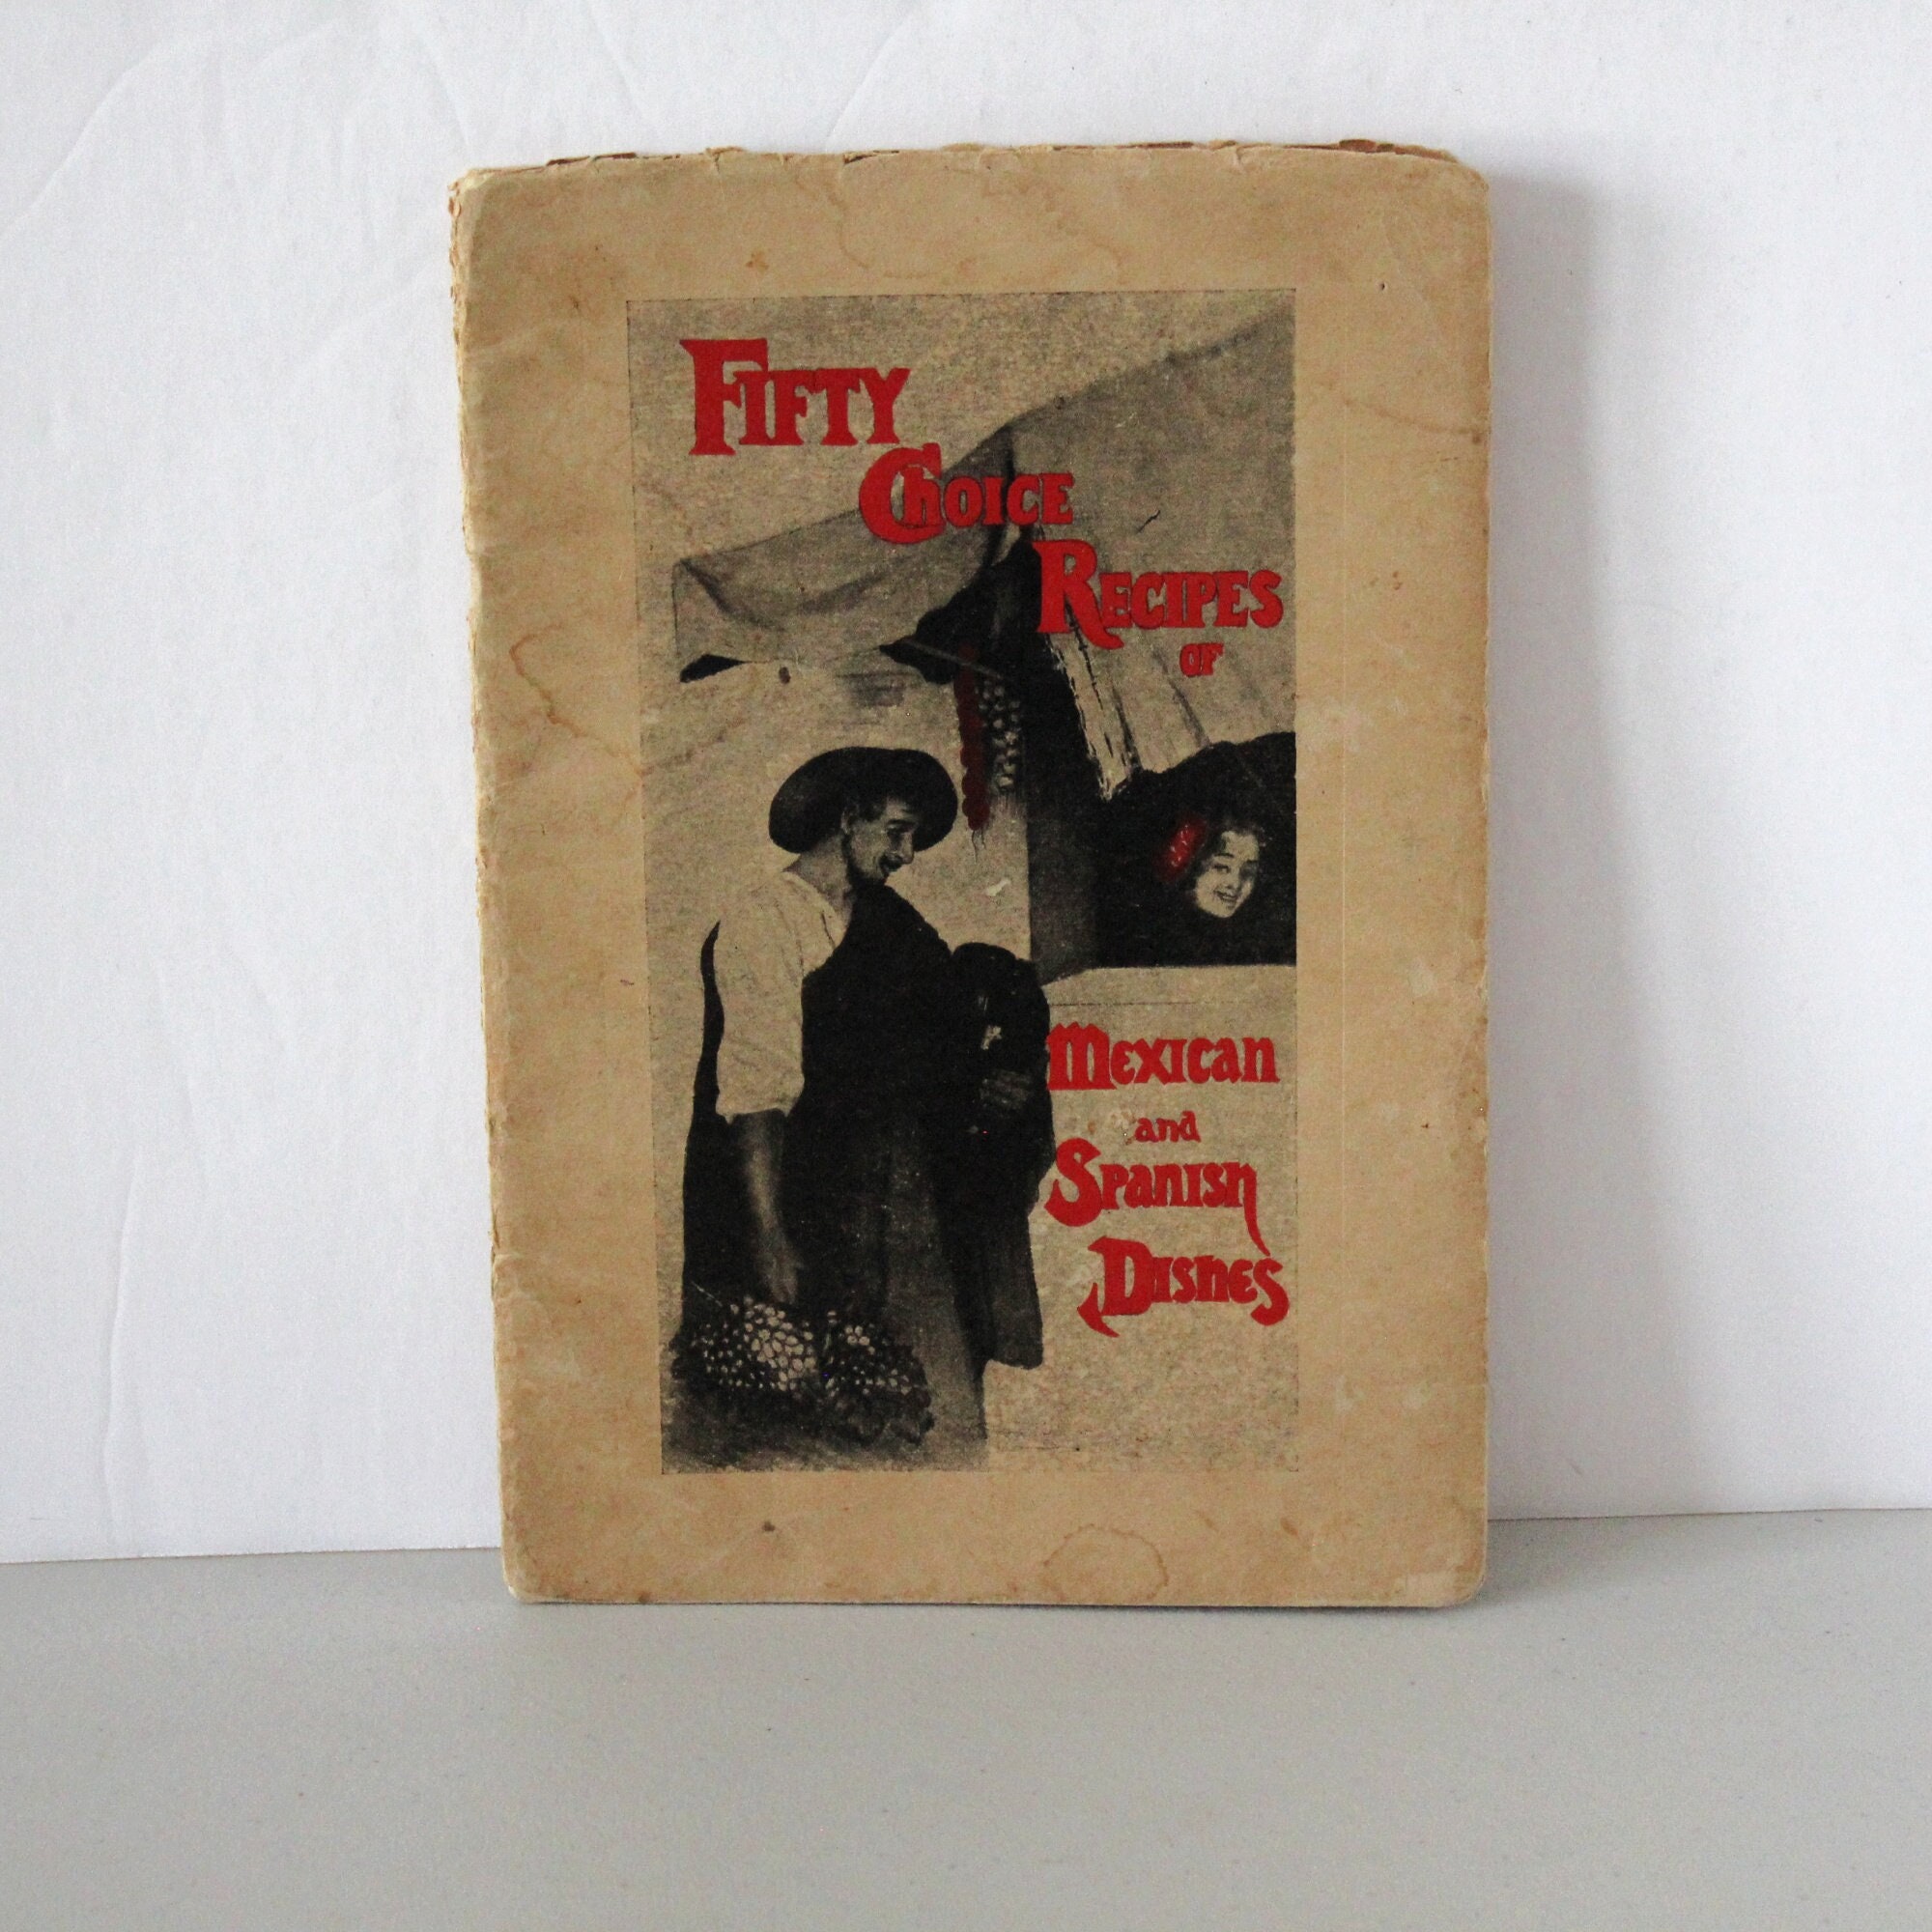 Fifty
Choice
Recipes
of
Mexican
and
Spanish
Dishes